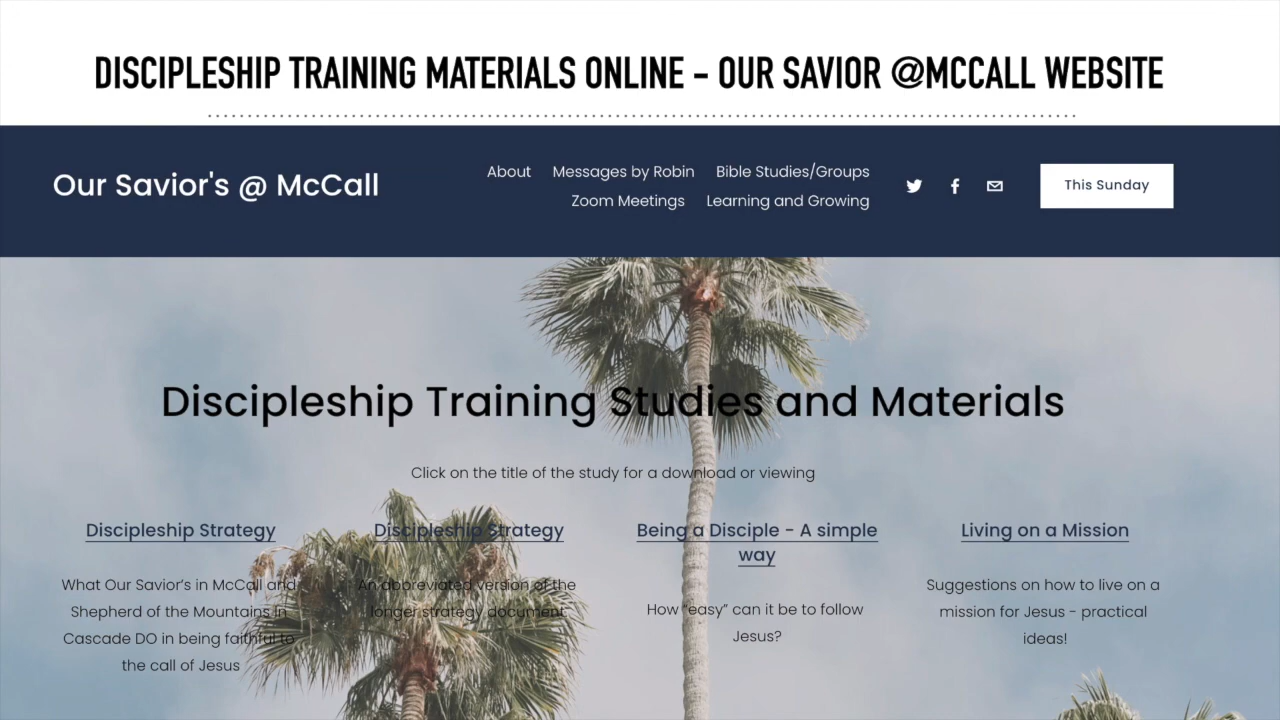 DISCIPLESHIP TRAINING MATERIALS ONLINE - OUR SAVIOR @MCCALL WEBSITE
Our Savior's @ McCall
About Messages by Robin Bible Studies/Groups
Zoom Meetings Learning and Growing
This Sunday
Discipleship Training Studies and Materials
Click on the title of the study for a download or viewing
Discipleship Strategy
What Our Savior's in McCall and
Shepherd of the Mountains in
Cascade DO in being faithful to
the call of Jesus
Discipleship Strategy
An abbreviated version of the
longer strategy document
Being a Disciple - A simple
way
How "easy" can it be to follow
Jesus?
Living on a Mission
Suggestions on how to live on a
mission for Jesus - practical
ideas!